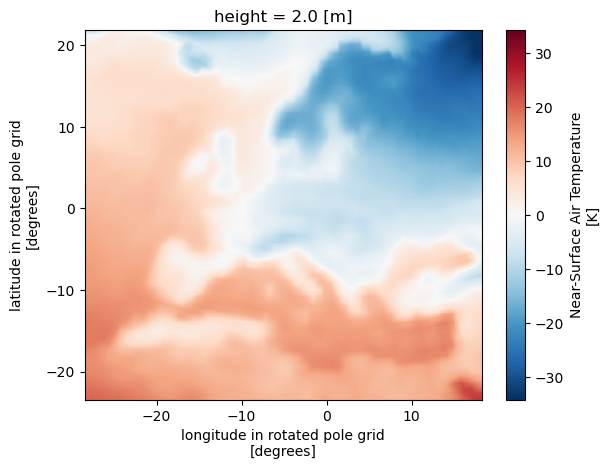 height = 2.0 [m]
20
10
0
−10
−20
latitude in rotated pole grid
[degrees]
−20
−10
0
10
longitude in rotated pole grid
[degrees]
30
20
10
0
−10
−20
−30
Near-Surface Air Temperature
[K]